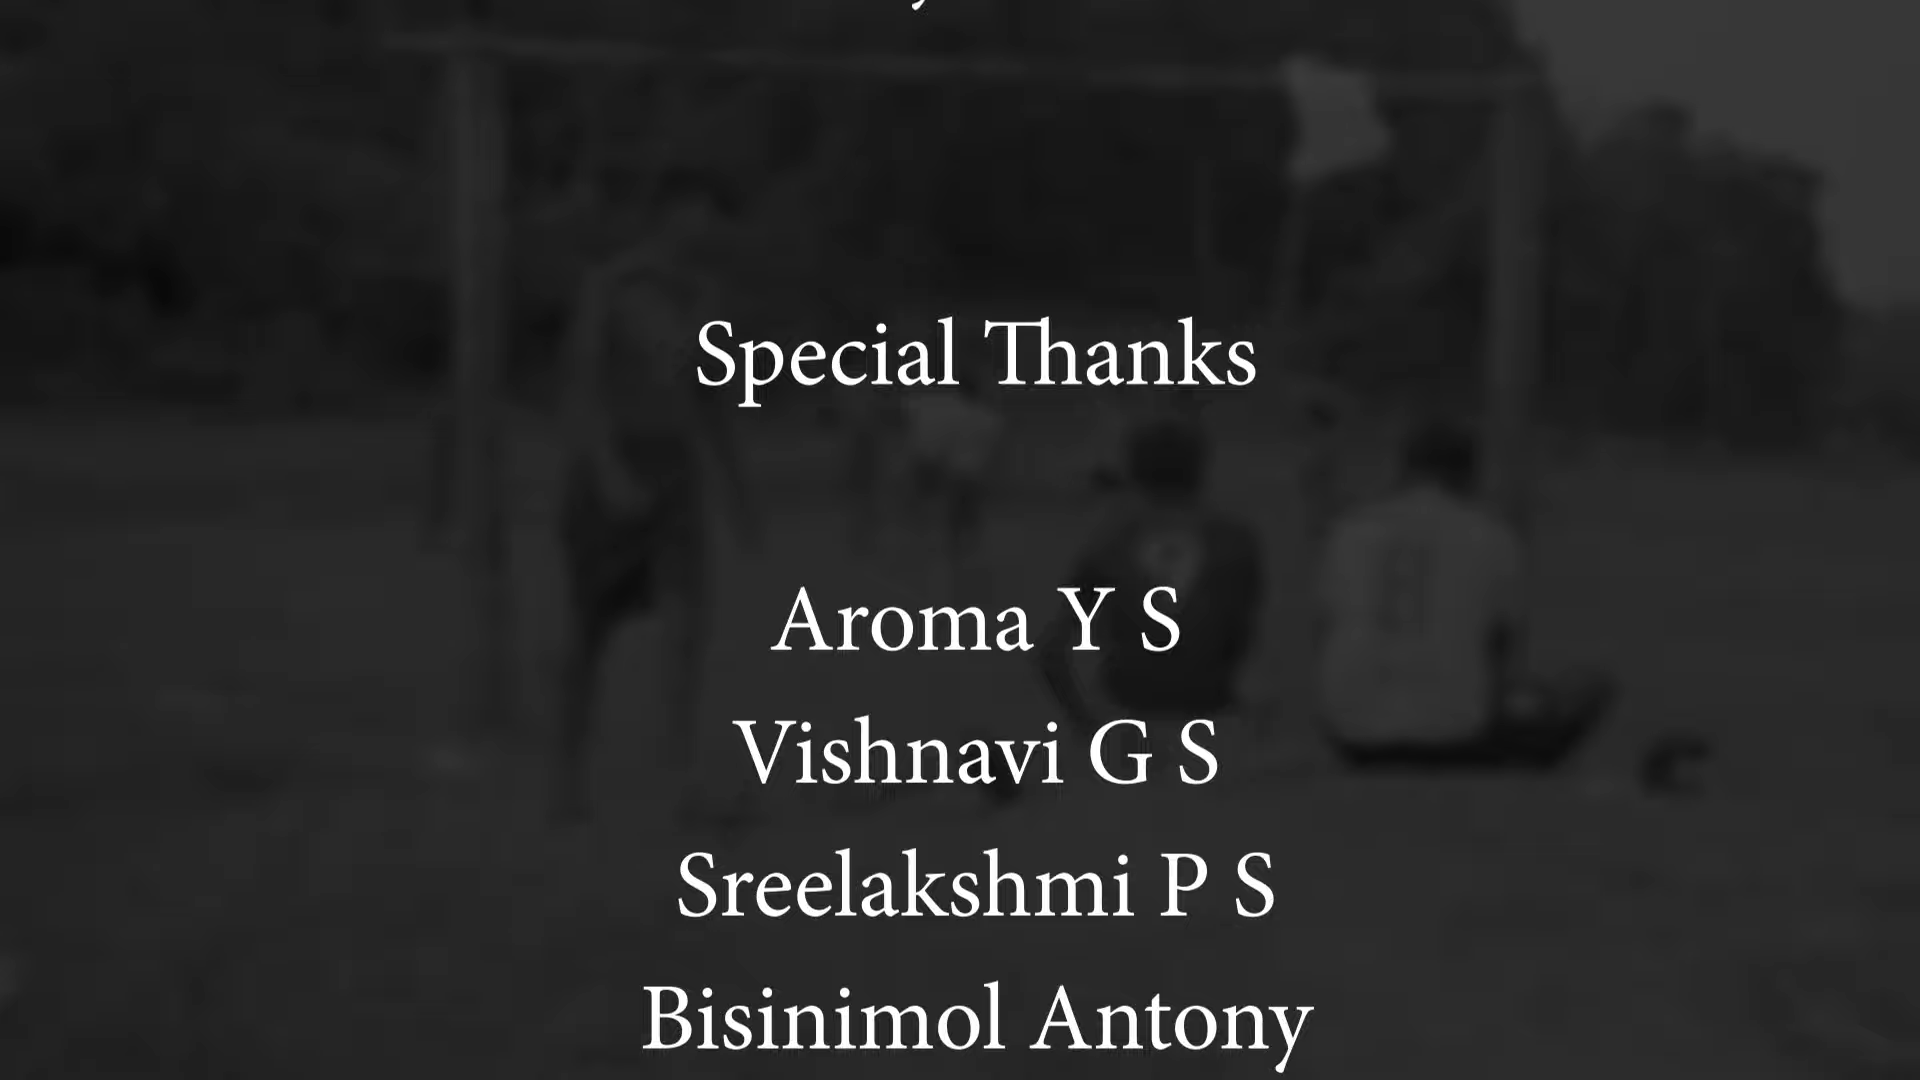 Special Thanks
Aroma Y S
Vishnavi G S
Sreelakshmi P S
Bisinimol Antony